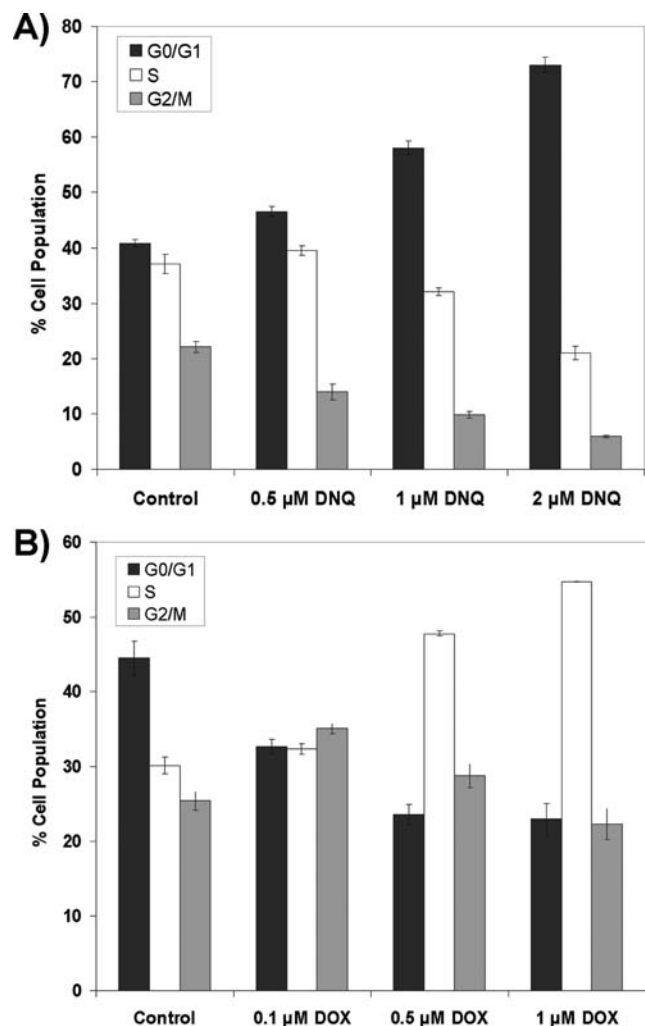 A)
G0/G1
S
G2/M
80
70
60
50
40
30
20
10
0
% Cell Population
Control 0.5 µM DNQ 1 µM DNQ 2 µM DNQ
B)
G0/G1
S
G2/M
60
50
40
30
20
10
0
% Cell Population
Control 0.1 µM DOX 0.5 µM DOX 1 µM DOX